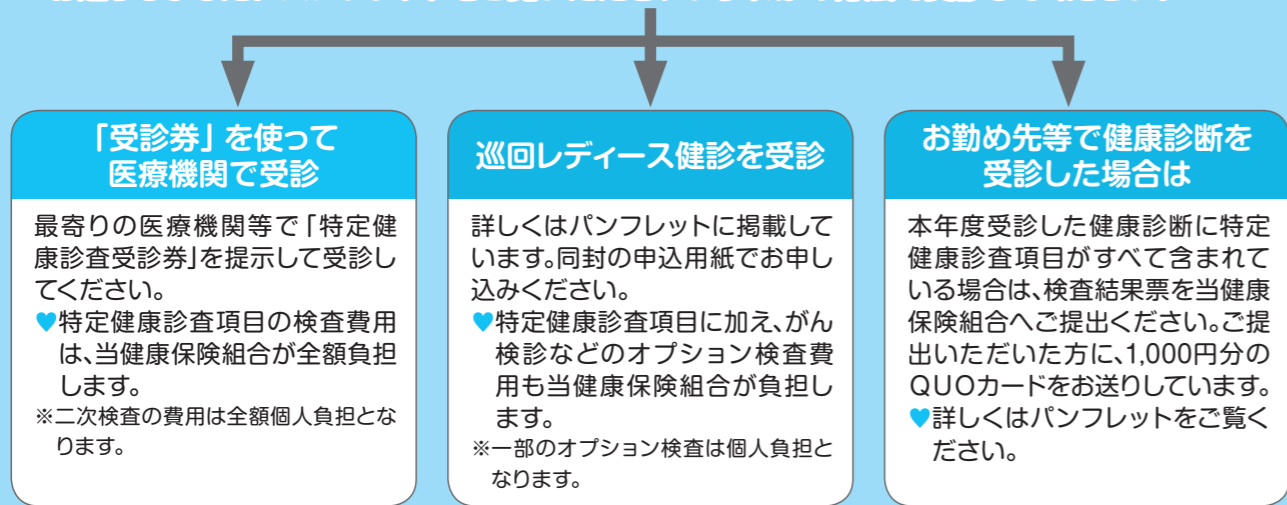 「受診券」を使って
医療機関で受診
最寄りの医療機関等で「特定健
康診査受診券」を提示して受診し
てください。
♥特定健康診査項目の検査費用
は、当健康保険組合が全額負担
します。
※二次検査の費用は全額個人負担とな
ります。
巡回レディース健診を受診
詳しくはパンフレットに掲載して
います。同封の申込用紙でお申し
込みください。
♥特定健康診査項目に加え、がん
検診などのオプション検査費
用も当健康保険組合が負担し
ます。
※一部のオプション検査は個人負担と
なります。
お勤め先等で健康診断を
受診した場合は
本年度受診した健康診断に特定
健康診査項目がすべて含まれて
いる場合は、検査結果票を当健康
保険組合へご提出ください。ご提
出いただいた方に、1,000円分の
QUOカードをお送りしています。
♥詳しくはパンフレットをご覧く
ださい。